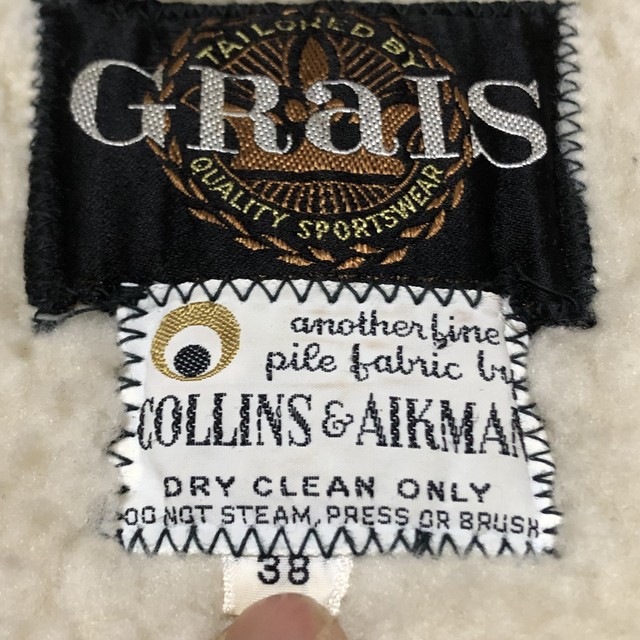 TAILORED BY
GRaIS
QUALITY SPORTSWEAR
another fine
pile fabric by
COLLINS & AIKMAN
DRY CLEAN ONLY
DO NOT STEAM, PRESS OR BRUSH
38